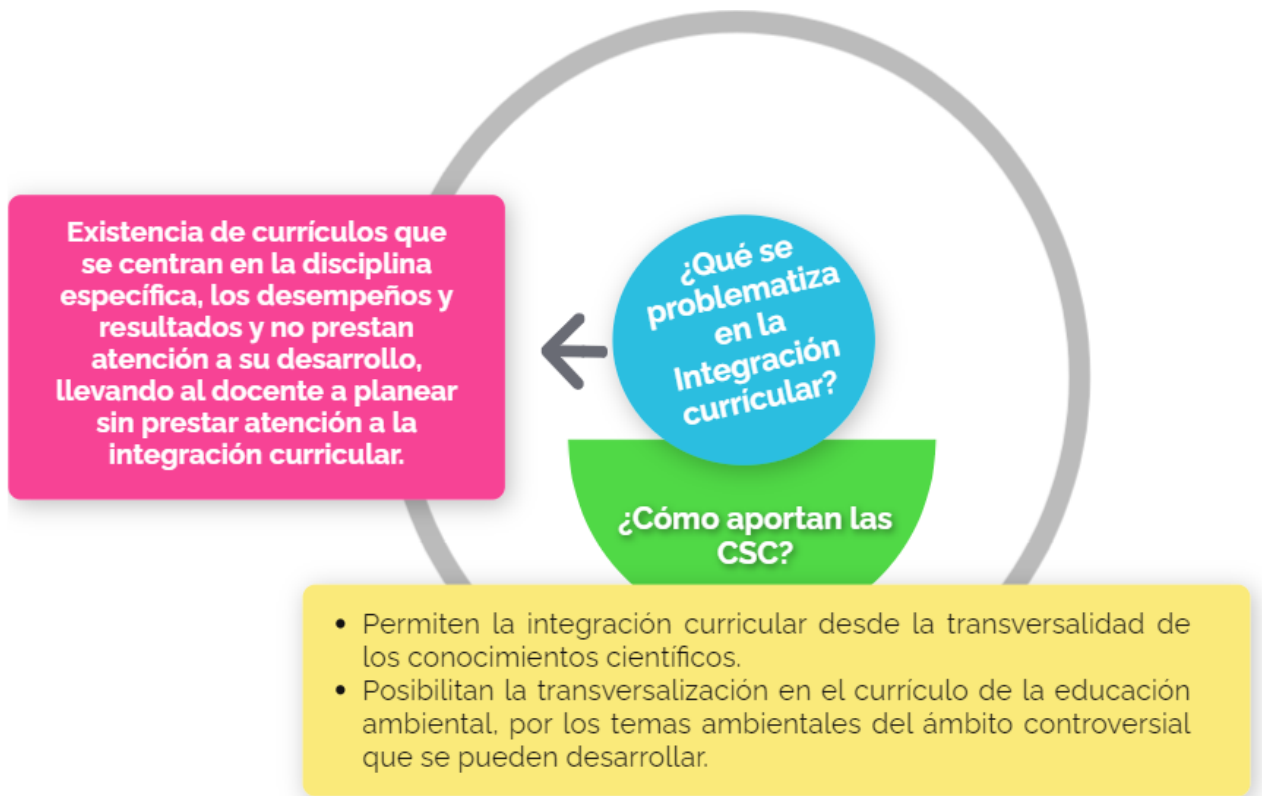 ¿Qué se
problematiza
en la
Integración
currícular?
Existencia de currículos que
se centran en la disciplina
específica, los desempeños y
resultados y no prestan
atención a su desarrollo,
llevando al docente a planear
sin prestar atención a la
integración curricular.
¿Cómo aportan las
CSC?
• Permiten la integración curricular desde la transversalidad de
los conocimientos científicos.
• Posibilitan la transversalización en el currículo de la educación
ambiental, por los temas ambientales del ámbito controversial
que se pueden desarrollar.